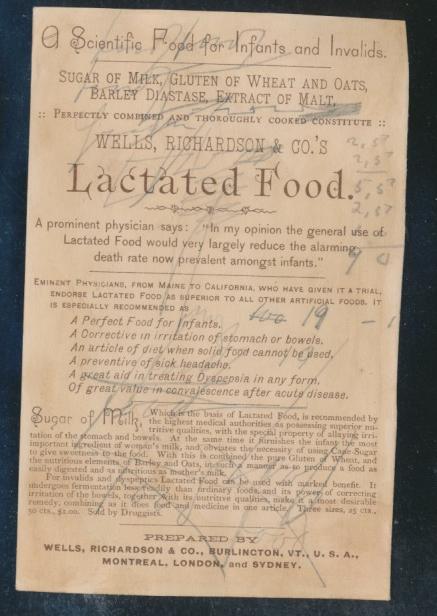 A Scientific Food for Infants and Invalids.
SUGAR OF MILK, GLUTEN OF WHEAT AND OATS,
BARLEY DIASTASE, EXTRACT OF MALT,
:: PERFECTLY COMBINED AND THOROUGHLY COOKED CONSTITUTE ::
WELLS, RICHARDSON & CO.'S
Lactated Food.
A prominent physician says: "In my opinion the general use of
Lactated Food would very largely reduce the alarming
death rate now prevalent amongst infants."
EMINENT PHYSICIANS, FROM MAINE TO CALIFORNIA, WHO HAVE GIVEN IT A TRIAL,
ENDORSE LACTATED FOOD AS SUPERIOR TO ALL OTHER ARTIFICIAL FOODS. IT
IS ESPECIALLY RECOMMENDED AS
19
A Perfect Food for Infants.
A Corrective in irritation of stomach or bowels.
An article of diet when solid food cannot be used,
A preventive of sick headache.
A great aid in treating Dyspepsia in any form.
Of great value in convalescence after acute disease.
Sugar of Milk, Which is the basis of Lactated Food, is recommended by
the highest medical authorities as possessing superior nu-
tritive qualities, with the special property of allaying irri-
tation of the stomach and bowels. At the same time it furnishes the infant the most
important ingredient of woman's milk, and obviates the necessity of using Cane-Sugar
to give sweetness to the food. With this is combined the pure Gluten of Wheat, and
the nutritious elements of Barley and Oats, in such a manner as to produce a food as
easily digested and as nutritious as mother's milk.
For invalids and dyspeptics Lactated Food can be used with marked benefit. It
undergoes fermentation less readily than ordinary foods, and its power of correcting
irritation of the bowels, together with its nutritive qualities, make it a most desirable
remedy, combining as it does food and medicine in one article. Three sizes, 25 cts.,
50 cts., $1.00. Sold by Druggists.
PREPARED BY
WELLS, RICHARDSON & CO., BURLINGTON, VT., U. S. A.,
MONTREAL, LONDON, and SYDNEY.